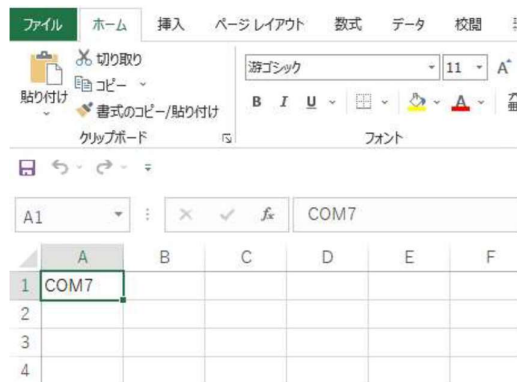 ファイル ホーム 挿入 ページ レイアウト 数式 データ 校閲
切り取り
コピー
書式のコピー/貼り付け
貼り付け
クリップボード
游ゴシック 11 A
B I U A
フォント
A1 fx COM7
A B C D E F
1 COM7
2
3
4